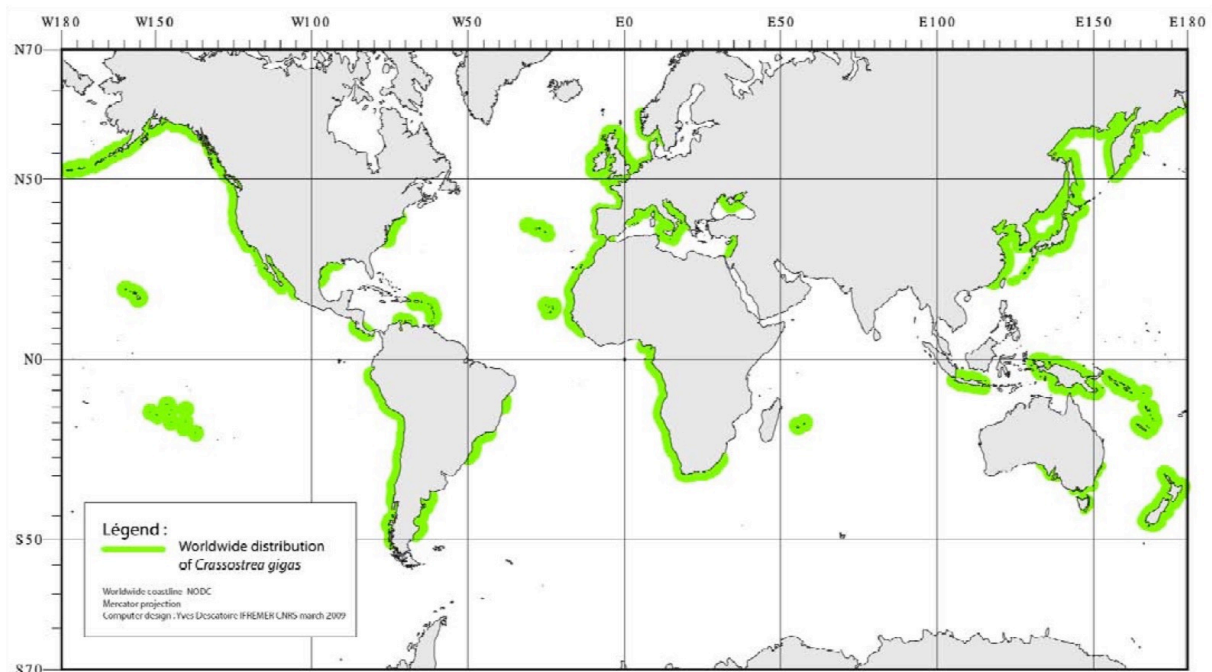 W180 W150 W100 W50 E0 E50 E100 E150 E180
N70
N50
N0
S50
S70
Légend :
Worldwide distribution
of Crassostrea gigas
Worldwide coastline NODC
Mercator projection
Computer design : Yves Descatoire IFREMER CNRS march 2009